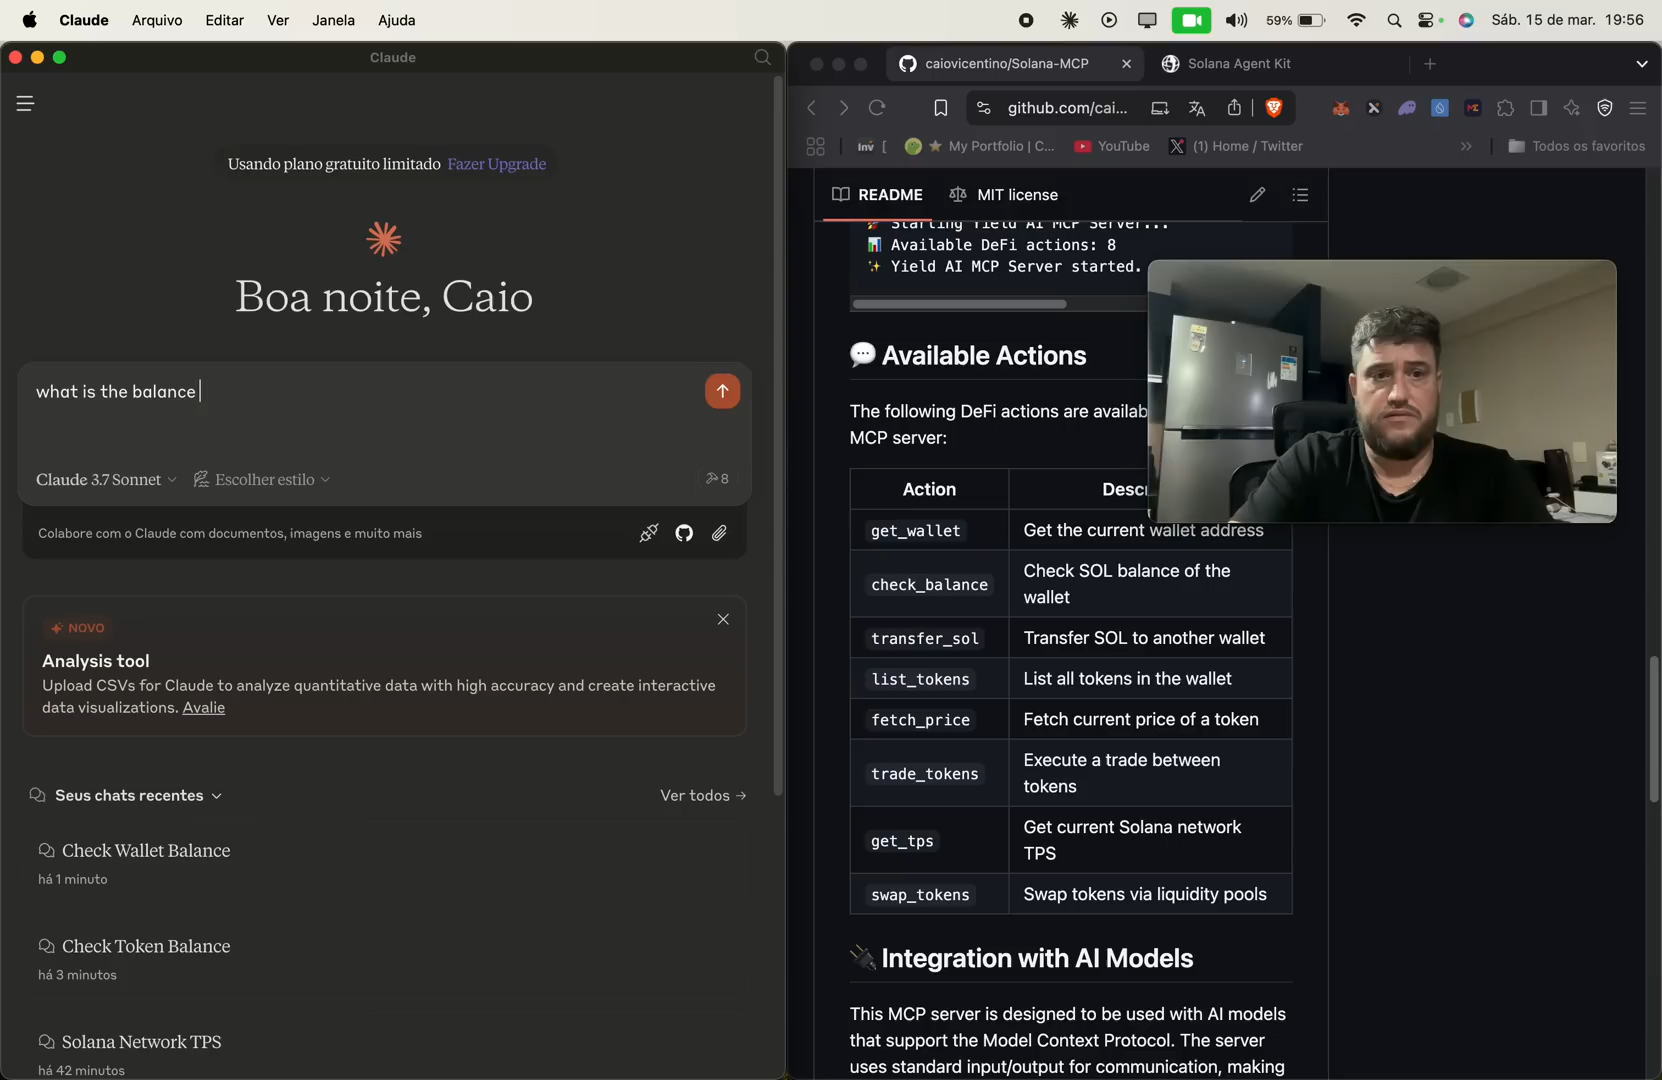 Claude Arquivo Editar Ver Janela Ajuda
59% Sáb. 15 de mar. 19:56
Claude
Usando plano gratuito limitado Fazer Upgrade
Boa noite, Caio
what is the balance
Claude 3.7 Sonnet Escolher estilo 8
Colabore com o Claude com documentos, imagens e muito mais
NOVO
Analysis tool
Upload CSVs for Claude to analyze quantitative data with high accuracy and create interactive
data visualizations. Avalie
Seus chats recentes Ver todos →
Check Wallet Balance
há 1 minuto
Check Token Balance
há 3 minutos
Solana Network TPS
há 42 minutos
caiovicentino/Solana-MCP Solana Agent Kit
github.com/cai...
Inv [ My Portfolio | C... YouTube (1) Home / Twitter » Todos os favoritos
README MIT license
Starting Yield AI MCP Server...
Available DeFi actions: 8
Yield AI MCP Server started.
Available Actions
The following DeFi actions are availab
MCP server:
Action Descr
get_wallet Get the current wallet address
check_balance Check SOL balance of the
wallet
transfer_sol Transfer SOL to another wallet
list_tokens List all tokens in the wallet
fetch_price Fetch current price of a token
trade_tokens Execute a trade between
tokens
get_tps Get current Solana network
TPS
swap_tokens Swap tokens via liquidity pools
Integration with AI Models
This MCP server is designed to be used with AI models
that support the Model Context Protocol. The server
uses standard input/output for communication, making